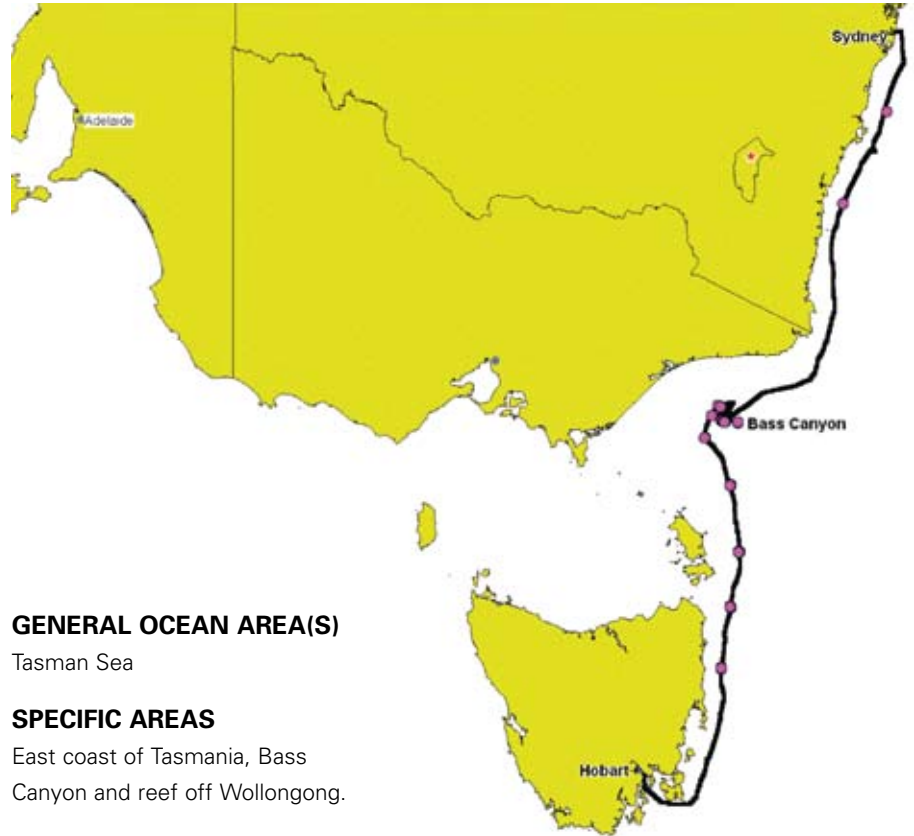 Sydney
Adelaide
Bass Canyon
GENERAL OCEAN AREA(S)
Tasman Sea
SPECIFIC AREAS
East coast of Tasmania, Bass
Canyon and reef off Wollongong.
Hobart